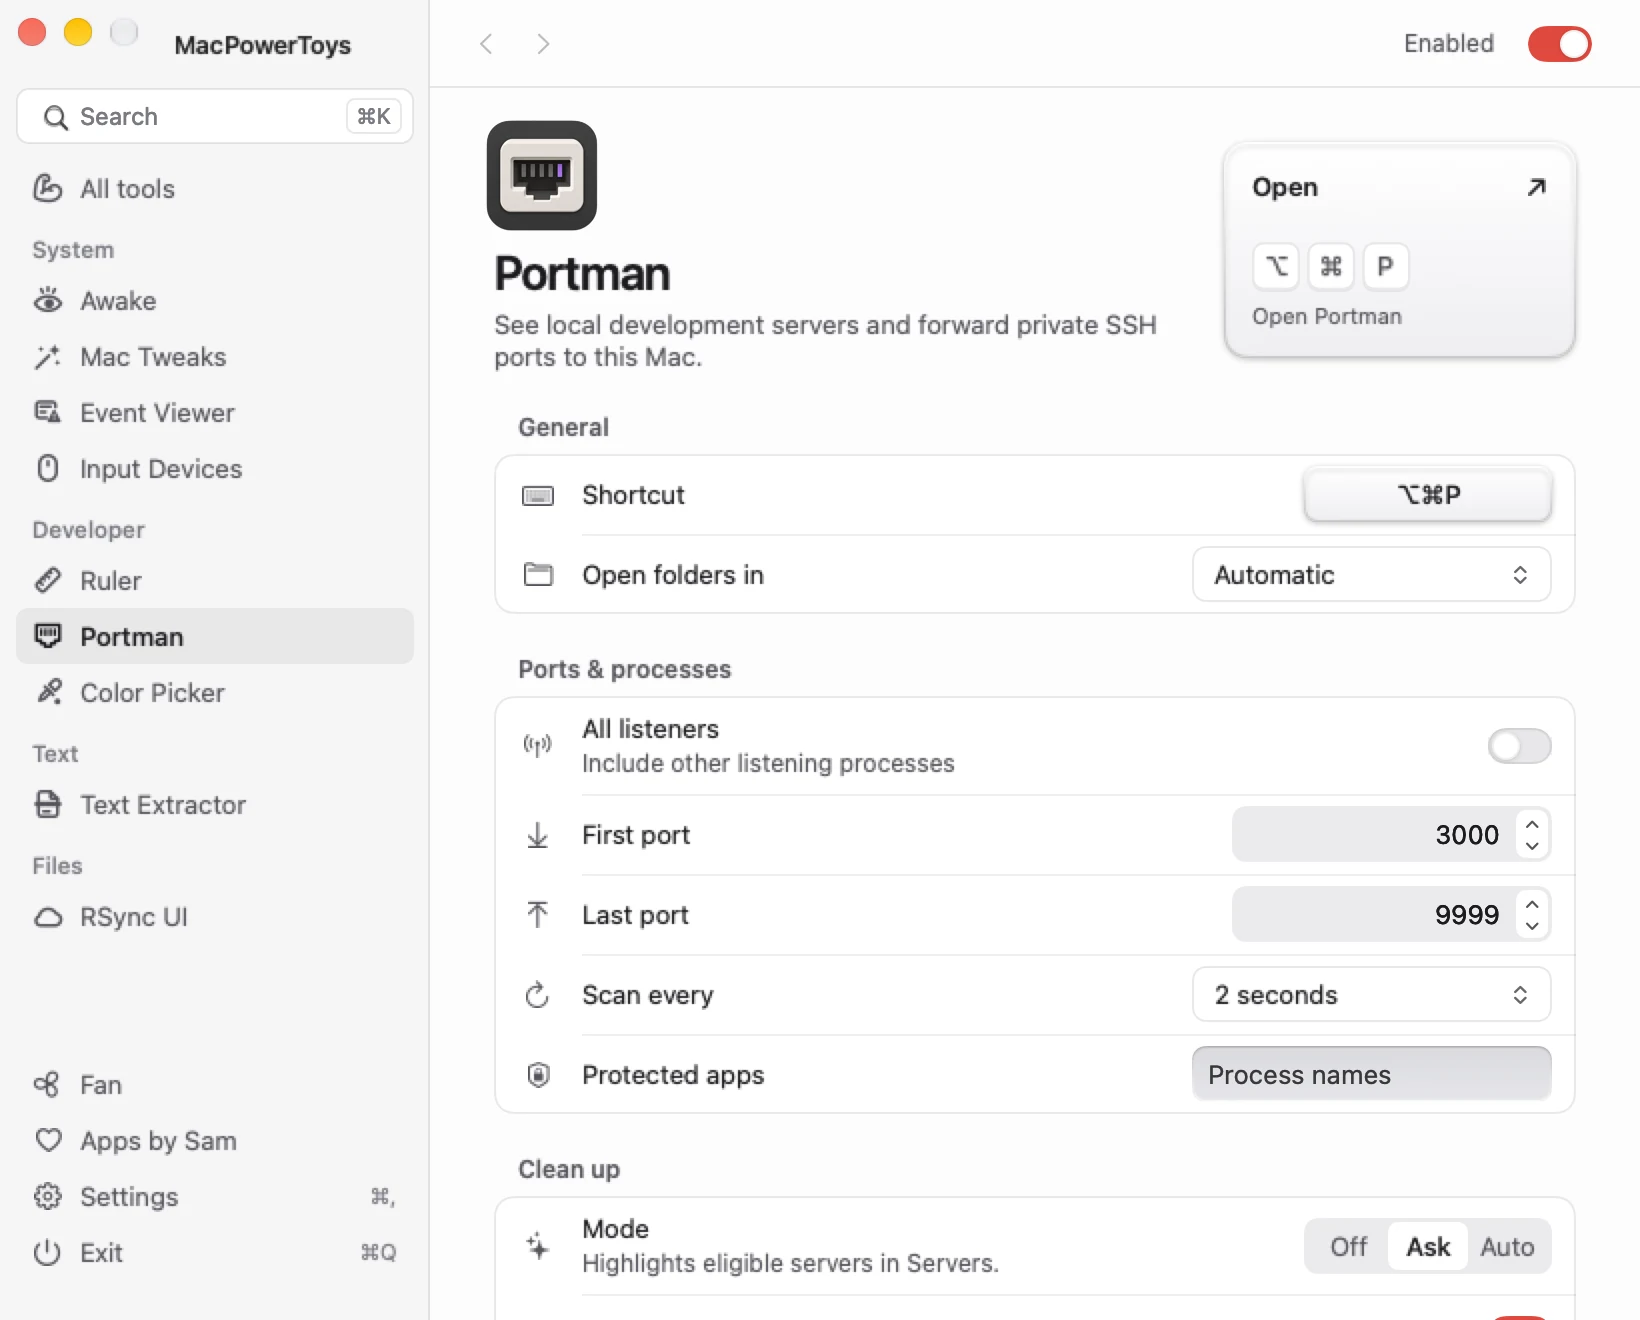 MacPowerToys
Search ⌘K
All tools
System
Awake
Mac Tweaks
Event Viewer
Input Devices
Developer
Ruler
Portman
Color Picker
Text
Text Extractor
Files
RSync UI
Fan
Apps by Sam
Settings ⌘,
Exit ⌘Q
Enabled
Portman
See local development servers and forward private SSH
ports to this Mac.
Open
⌥ ⌘ P
Open Portman
General
Shortcut ⌥⌘P
Open folders in Automatic
Ports & processes
All listeners
Include other listening processes
First port 3000
Last port 9999
Scan every 2 seconds
Protected apps Process names
Clean up
Mode
Highlights eligible servers in Servers.
Off Ask Auto